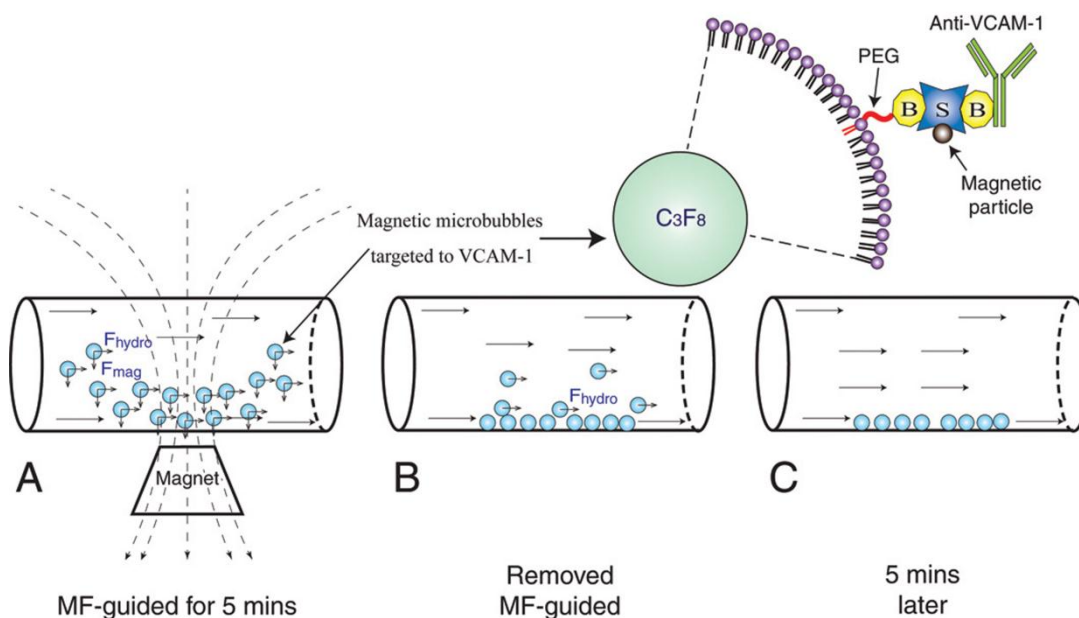 Anti-VCAM-1
PEG
B
S
B
Magnetic
particle
C3F8
Magnetic microbubbles
targeted to VCAM-1
Fhydro
Fmag
Fhydro
A
Magnet
B
C
MF-guided for 5 mins
Removed
MF-guided
5 mins
later